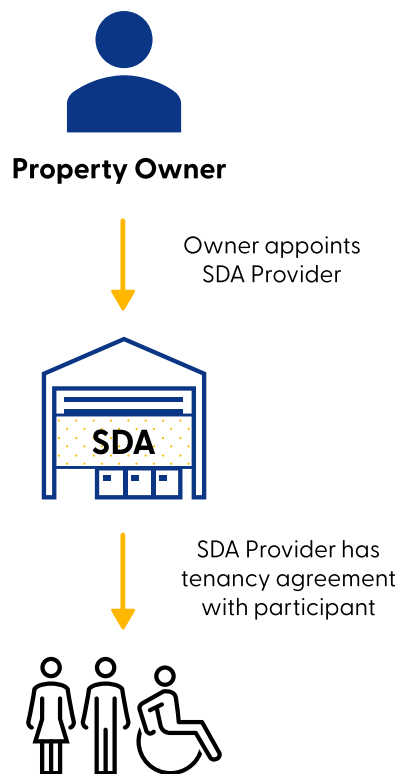 Property Owner
Owner appoints
SDA Provider
SDA
SDA Provider has
tenancy agreement
with participant